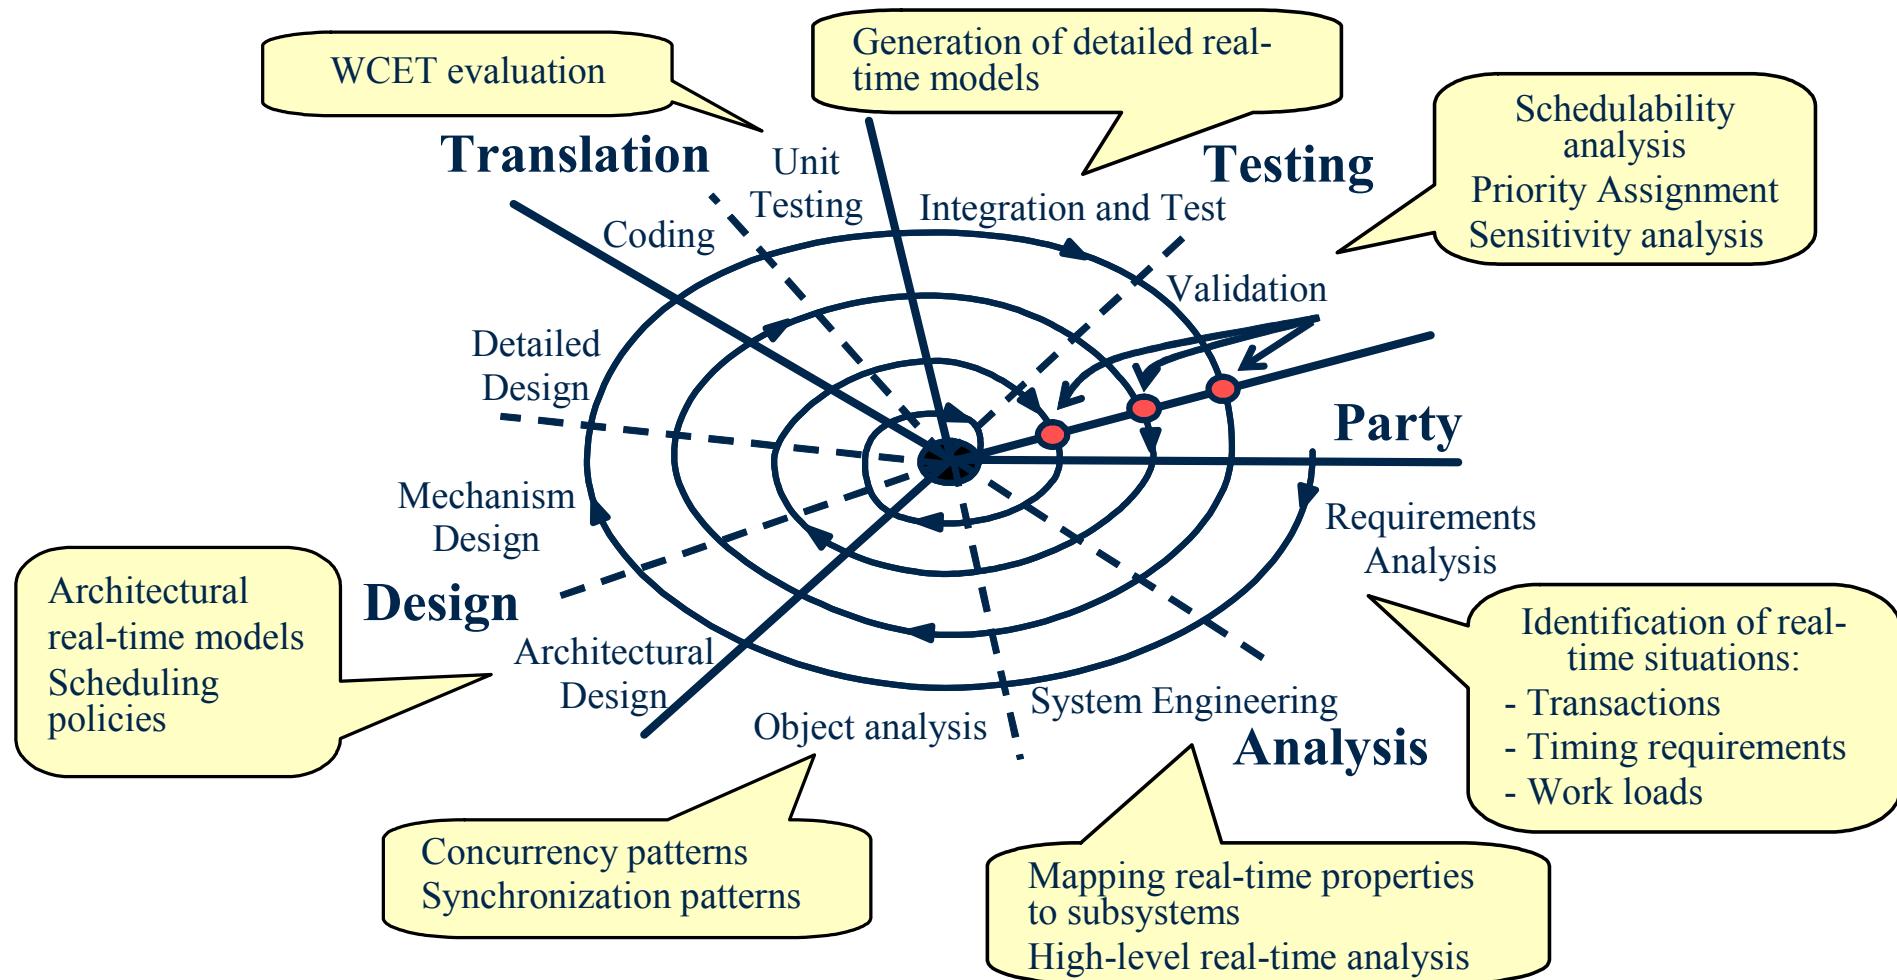 WCET evaluation
Generation of detailed real-
time models
Schedulability
analysis
Priority Assignment
Sensitivity analysis
Translation
Unit
Testing
Testing
Coding
Integration and Test
Validation
Detailed
Design
Party
Mechanism
Design
Requirements
Analysis
Architectural
real-time models
Scheduling
policies
Design
Architectural
Design
Identification of real-
time situations:
- Transactions
- Timing requirements
- Work loads
Object analysis
System Engineering
Analysis
Concurrency patterns
Synchronization patterns
Mapping real-time properties
to subsystems
High-level real-time analysis